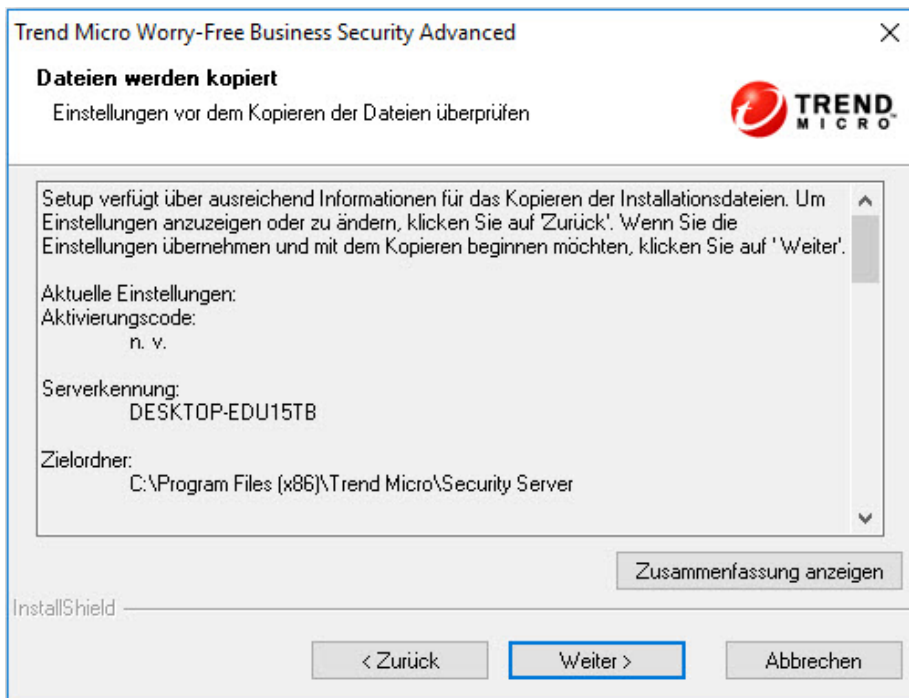 Trend Micro Worry-Free Business Security Advanced
Dateien werden kopiert
Einstellungen vor dem Kopieren der Dateien überprüfen
TREND
MICRO™
Setup verfügt über ausreichend Informationen für das Kopieren der Installationsdateien. Um
Einstellungen anzuzeigen oder zu ändern, klicken Sie auf 'Zurück'. Wenn Sie die
Einstellungen übernehmen und mit dem Kopieren beginnen möchten, klicken Sie auf ' Weiter'.
Aktuelle Einstellungen:
Aktivierungscode:
n. v.
Serverkennung:
DESKTOP-EDU15TB
Zielordner:
C:\Program Files (x86)\Trend Micro\Security Server
Zusammenfassung anzeigen
InstallShield
< Zurück
Weiter >
Abbrechen